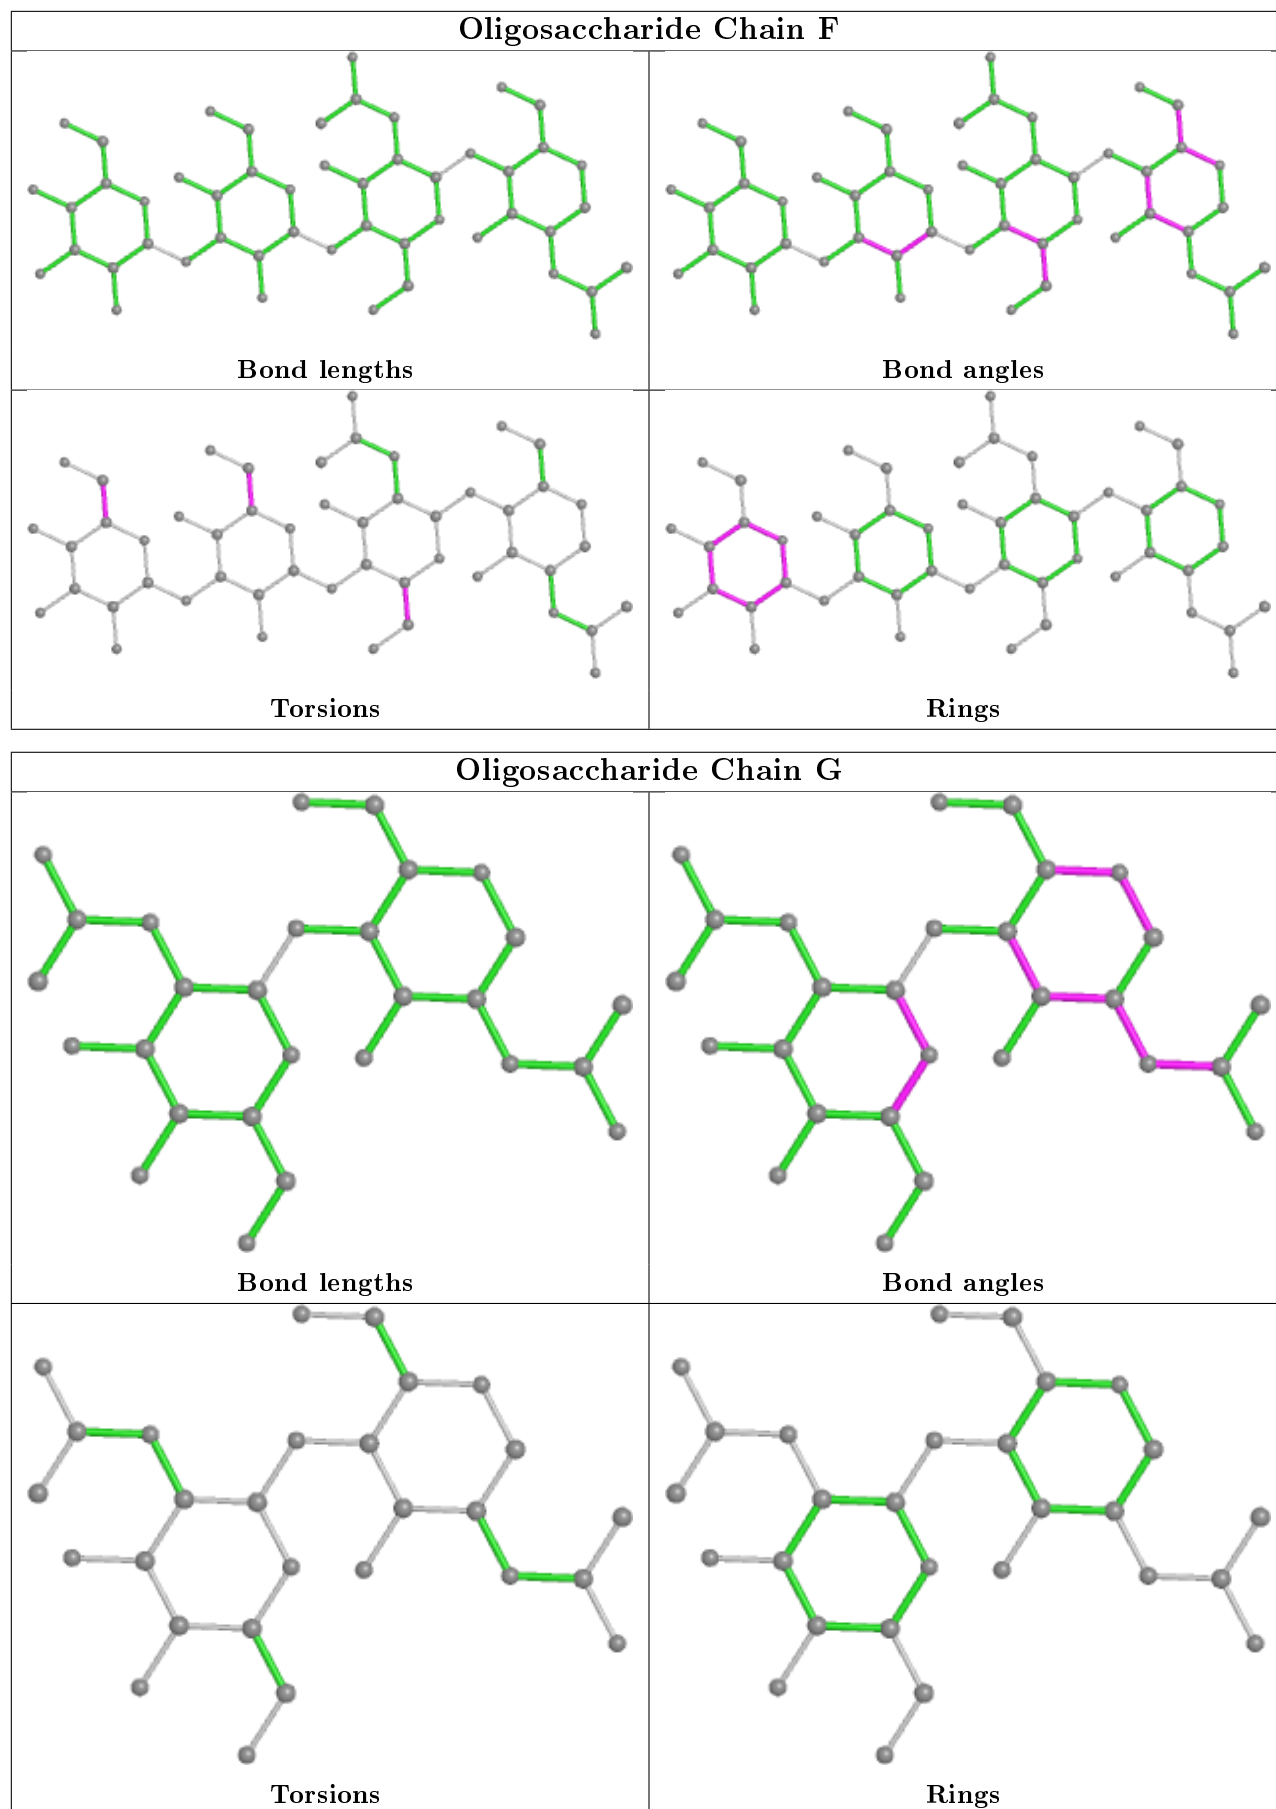 Oligosaccharide Chain F
Bond lengths
Bond angles
Torsions
Rings
Oligosaccharide Chain G
Bond lengths
Bond angles
Torsions
Rings